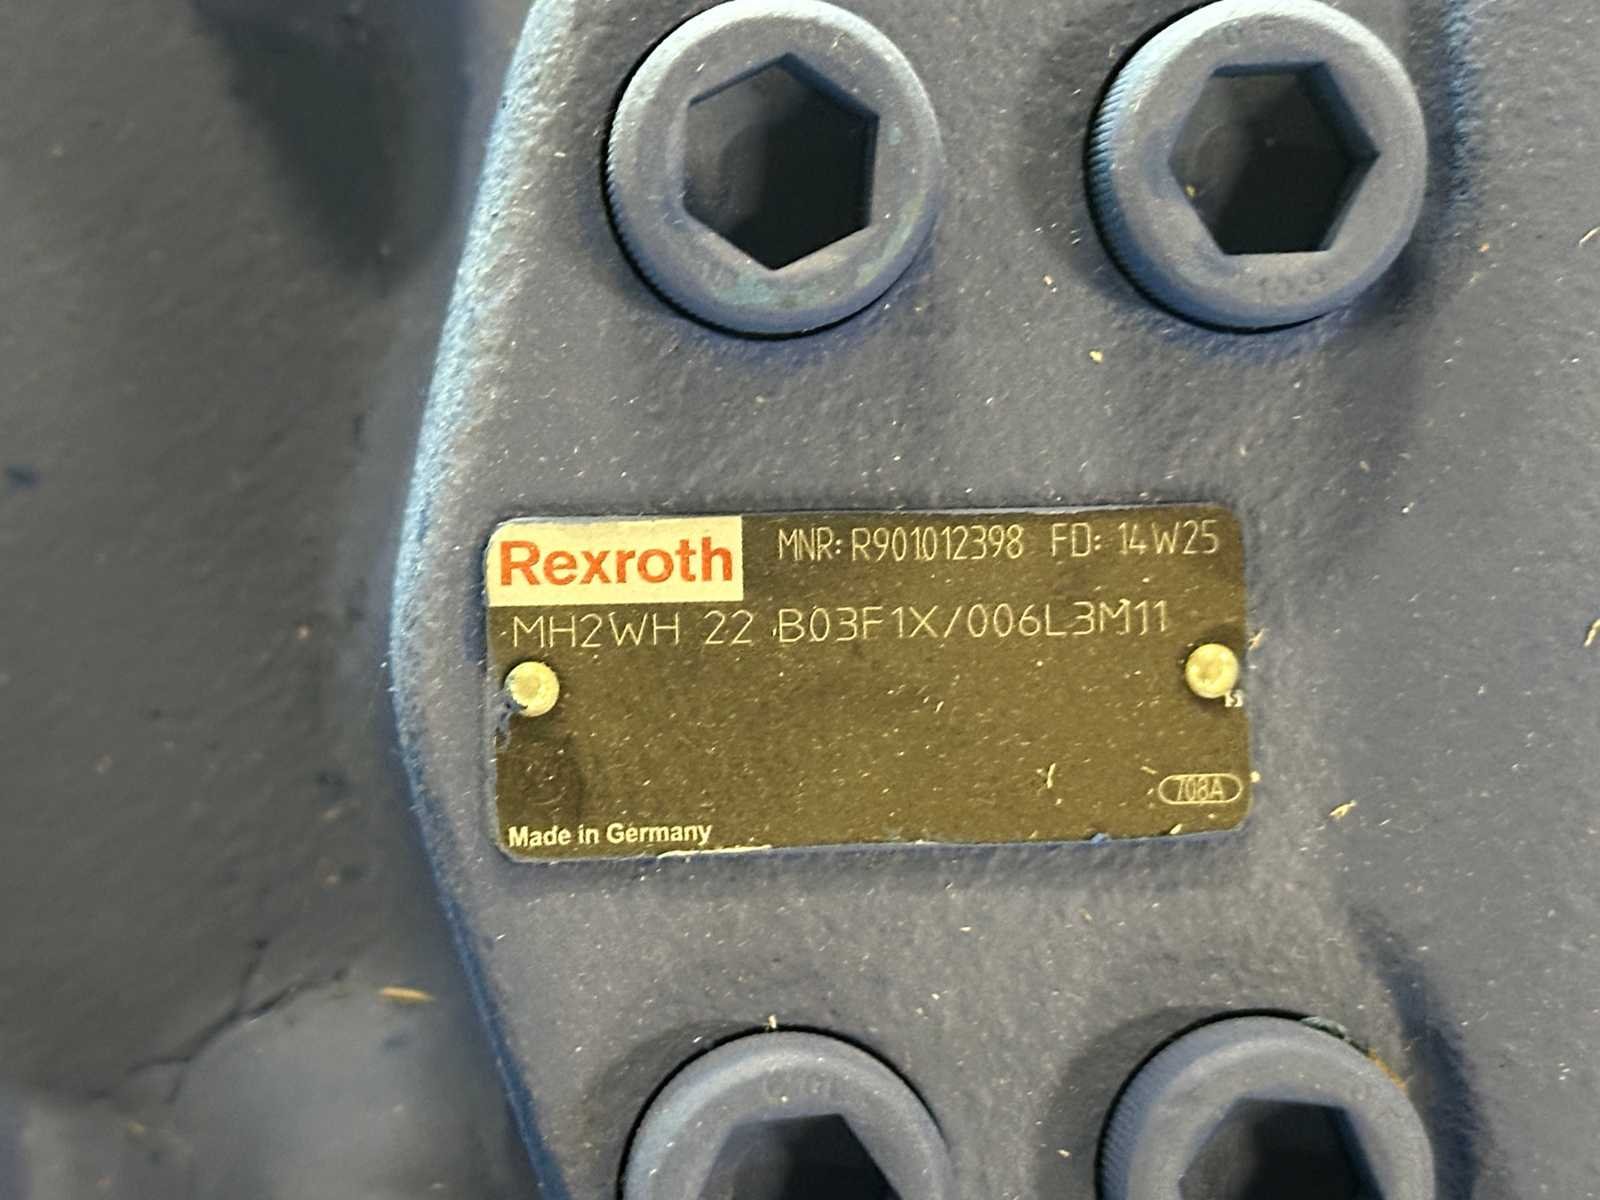 Rexroth
MNR: R901012398 FD: 14W25
MH2WH 22 B03F1X/006L3M11
708A
Made in Germany